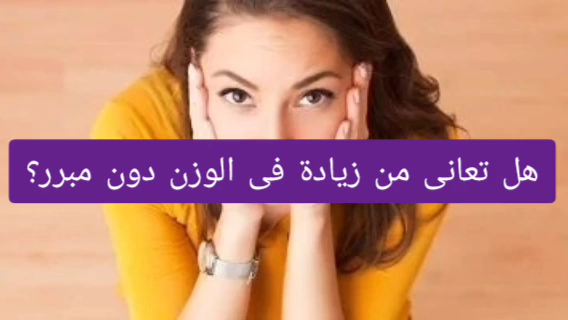 هل تعانى من زيادة فى الوزن دون مبرر؟